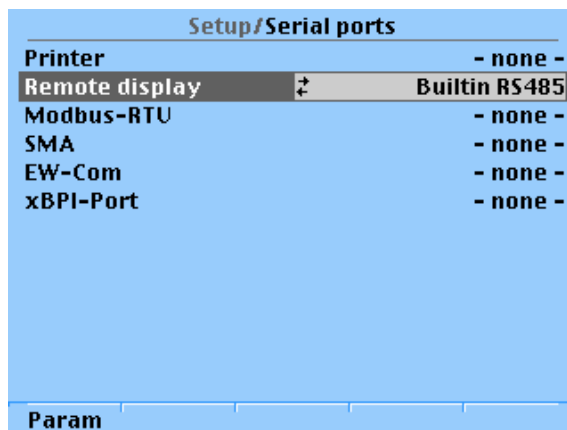 Setup/Serial ports
Printer - none -
Remote display Builtin RS485
Modbus-RTU - none -
SMA - none -
EW-Com - none -
xBPI-Port - none -
Param